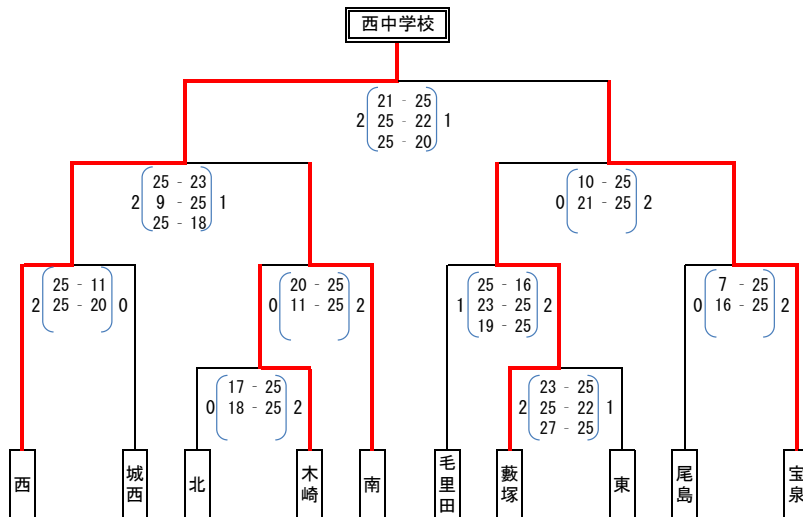 西中学校
21 - 25
2 25 - 22 1
25 - 20
25 - 23
2 9 - 25 1
25 - 18
10 - 25
0 21 - 25 2
25 - 11
2 25 - 20 0
20 - 25
0 11 - 25 2
25 - 16
1 23 - 25 2
19 - 25
7 - 25
0 16 - 25 2
17 - 25
0 18 - 25 2
23 - 25
2 25 - 22 1
27 - 25
西
城西
北
木崎
南
毛里田
藪塚
東
尾島
宝泉